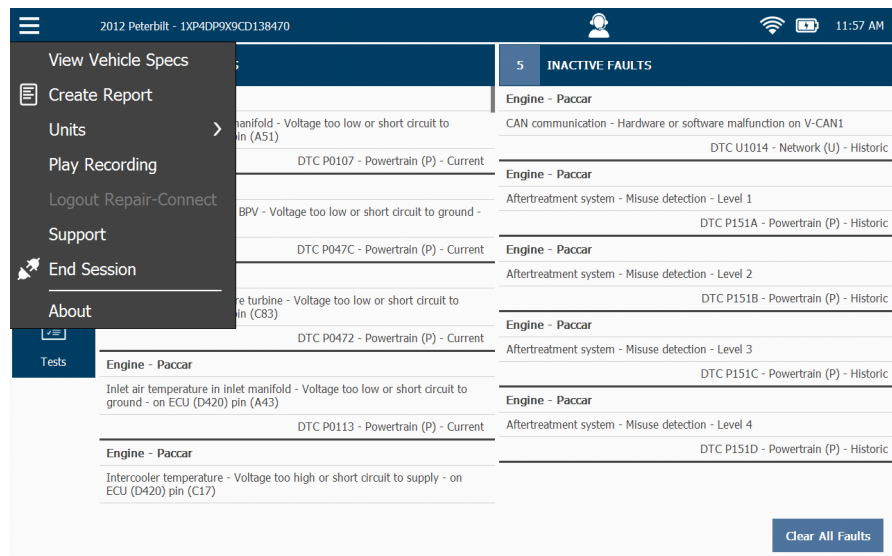 2012 Peterbilt - 1XP4DP9X9CD138470
11:57 AM
View Vehicle Specs
Create Report
Units
Play Recording
Logout Repair-Connect
Support
End Session
About
Tests
manifold - Voltage too low or short circuit to
pin (A51)
DTC P0107 - Powertrain (P) - Current
BPV - Voltage too low or short circuit to ground -
DTC P047C - Powertrain (P) - Current
re turbine - Voltage too low or short circuit to
pin (C83)
DTC P0472 - Powertrain (P) - Current
Engine - Paccar
Inlet air temperature in inlet manifold - Voltage too low or short circuit to
ground - on ECU (D420) pin (A43)
DTC P0113 - Powertrain (P) - Current
Engine - Paccar
Intercooler temperature - Voltage too high or short circuit to supply - on
ECU (D420) pin (C17)
5 INACTIVE FAULTS
Engine - Paccar
CAN communication - Hardware or software malfunction on V-CAN1
DTC U1014 - Network (U) - Historic
Engine - Paccar
Aftertreatment system - Misuse detection - Level 1
DTC P151A - Powertrain (P) - Historic
Engine - Paccar
Aftertreatment system - Misuse detection - Level 2
DTC P151B - Powertrain (P) - Historic
Engine - Paccar
Aftertreatment system - Misuse detection - Level 3
DTC P151C - Powertrain (P) - Historic
Engine - Paccar
Aftertreatment system - Misuse detection - Level 4
DTC P151D - Powertrain (P) - Historic
Clear All Faults